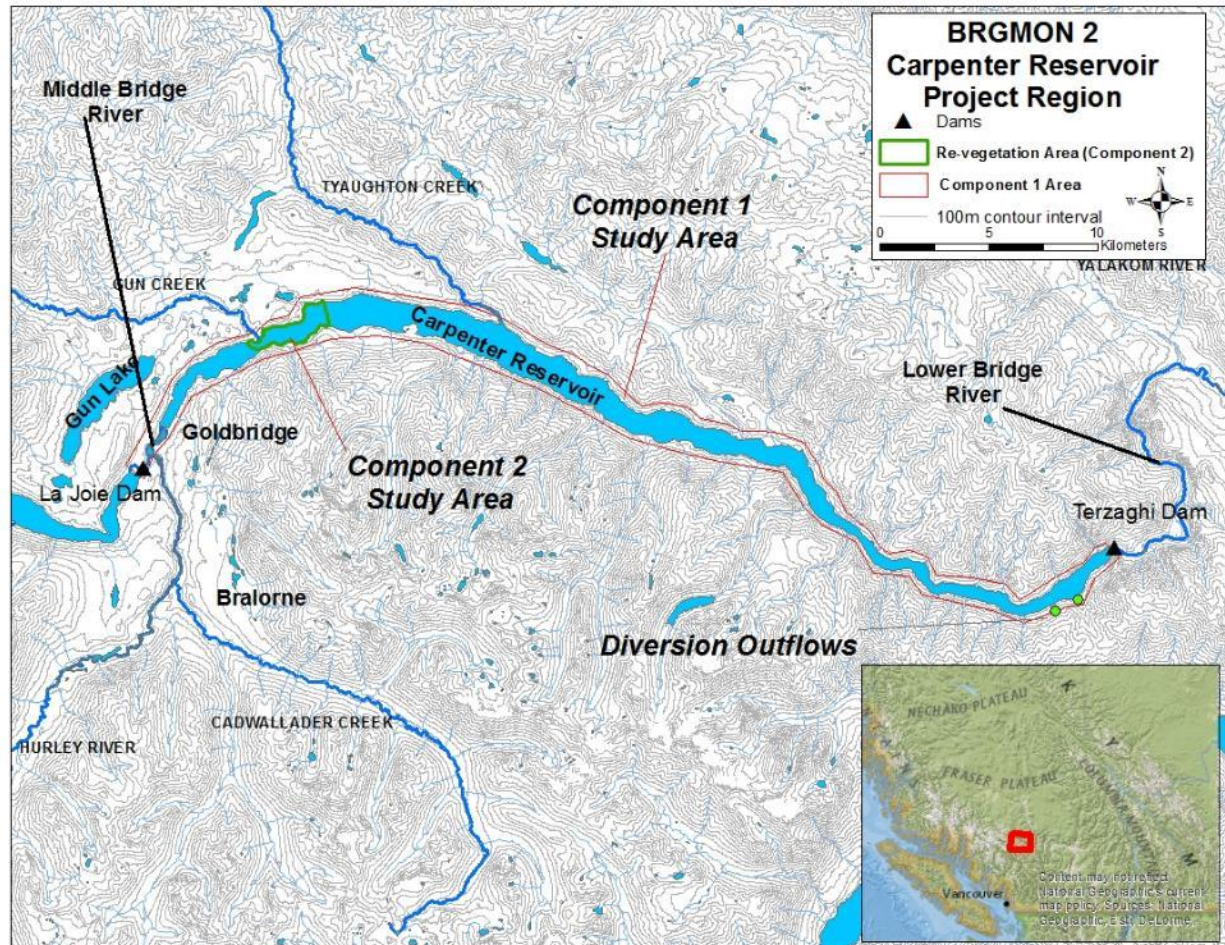 BRGMON 2
Carpenter Reservoir
Project Region
Dams
Re-vegetation Area (Component 2)
Component 1 Area
100m contour interval
N
W
E
S
0
5
10
Kilometers
Middle Bridge
River
TYAUGHTON CREEK
Component 1
Study Area
YALAKOM RIVER
GUN CREEK
Carpenter Reservoir
Gun Lake
Lower Bridge
River
Goldbridge
Component 2
Study Area
La Joie Dam
Terzaghi Dam
Bralorne
Diversion Outflows
CADWALLADER CREEK
HURLEY RIVER
NECHAKO PLATEAU
FRASER PLATEAU
Vancouver
Content may not reflect
National Geographic's current
map policy. Sources: National
Geographic, Esri, DeLorme,